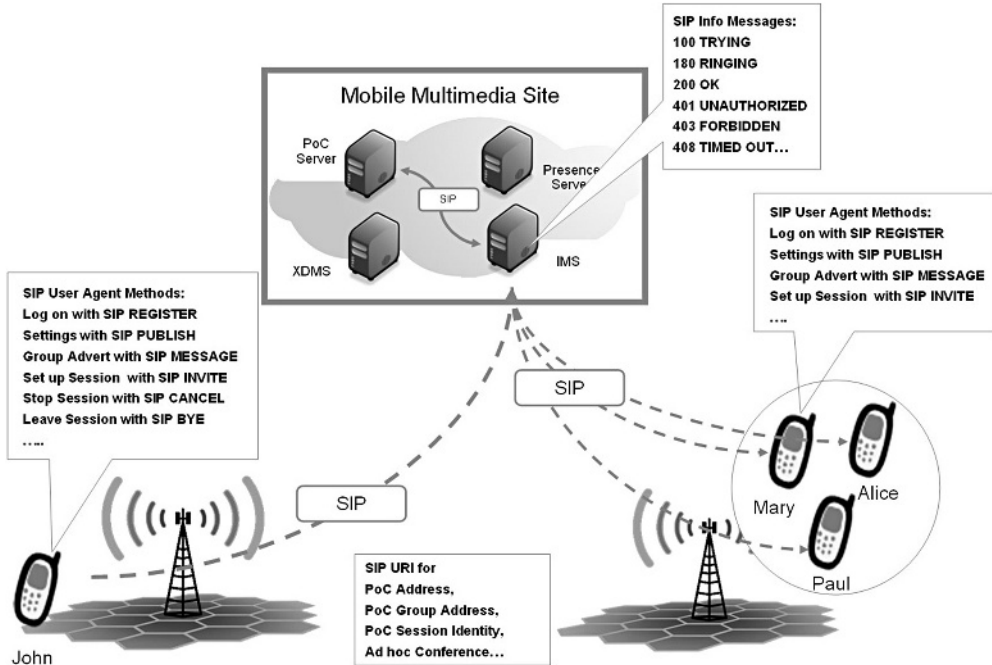 SIP Info Messages:
100 TRYING
180 RINGING
200 OK
401 UNAUTHORIZED
403 FORBIDDEN
408 TIMED OUT…
Mobile Multimedia Site
PoC
Server
Presence
Server
SIP
XDMS
IMS
SIP User Agent Methods:
Log on with SIP REGISTER
Settings with SIP PUBLISH
Group Advert with SIP MESSAGE
Set up Session with SIP INVITE
….
SIP User Agent Methods:
Log on with SIP REGISTER
Settings with SIP PUBLISH
Group Advert with SIP MESSAGE
Set up Session with SIP INVITE
Stop Session with SIP CANCEL
Leave Session with SIP BYE
…..
SIP
SIP
Mary
Alice
Paul
John
SIP URI for
PoC Address,
PoC Group Address,
PoC Session Identity,
Ad hoc Conference…